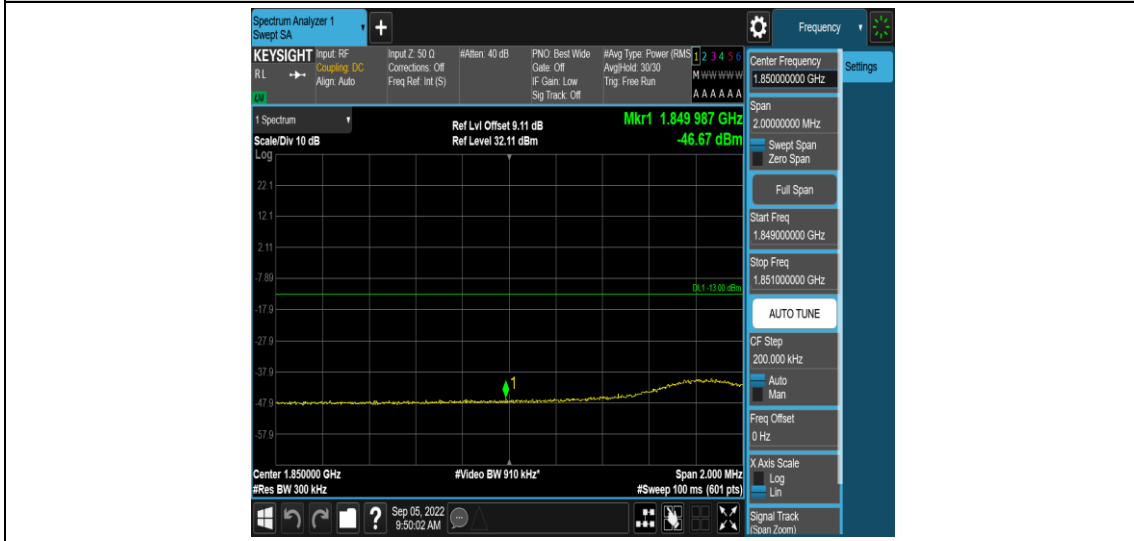 Spectrum Analyzer 1
Swept SA
+
Frequency
KEYSIGHT
RL
LXI
Input: RF
Coupling: DC
Align: Auto
Input Z: 50 Ω
Corrections: Off
Freq Ref: Int (S)
#Atten: 40 dB
PNO: Best Wide
Gate: Off
IF Gain: Low
Sig Track: Off
#Avg Type: Power (RMS
Avg|Hold: 30/30
Trig: Free Run
1 2 3 4 5 6
M W W W W W
A A A A A A
1 Spectrum
Scale/Div 10 dB
Log
Ref Lvl Offset 9.11 dB
Ref Level 32.11 dBm
Mkr1 1.849 987 GHz
-46.67 dBm
22.1
12.1
2.11
-7.89
DL1 -13.00 dBm
-17.9
-27.9
-37.9
1
-47.9
-57.9
Center 1.850000 GHz
#Video BW 910 kHz*
Span 2.000 MHz
#Res BW 300 kHz
#Sweep 100 ms (601 pts)
?
Sep 05, 2022
9:50:02 AM
Center Frequency
1.850000000 GHz
Settings
Span
2.00000000 MHz
Swept Span
Zero Span
Full Span
Start Freq
1.849000000 GHz
Stop Freq
1.851000000 GHz
AUTO TUNE
CF Step
200.000 kHz
Auto
Man
Freq Offset
0 Hz
X Axis Scale
Log
Lin
Signal Track
(Span Zoom)